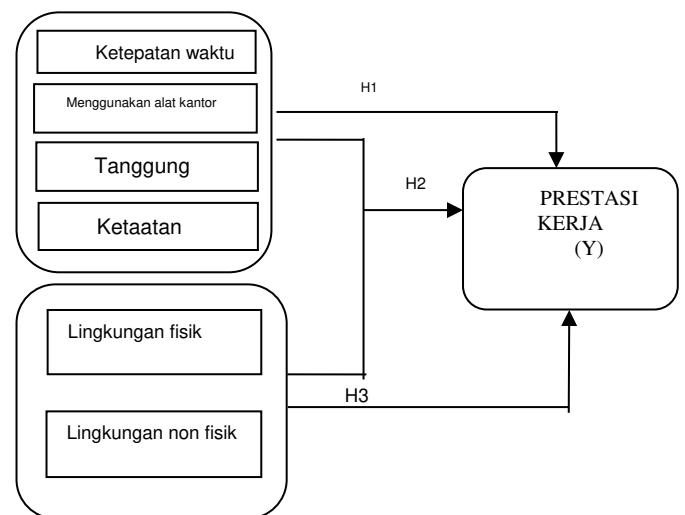 Ketepatan waktu
Menggunakan alat kantor
Tanggung
Ketaatan
Lingkungan fisik
Lingkungan non fisik
H1
H2
H3
PRESTASI
KERJA
(Y)